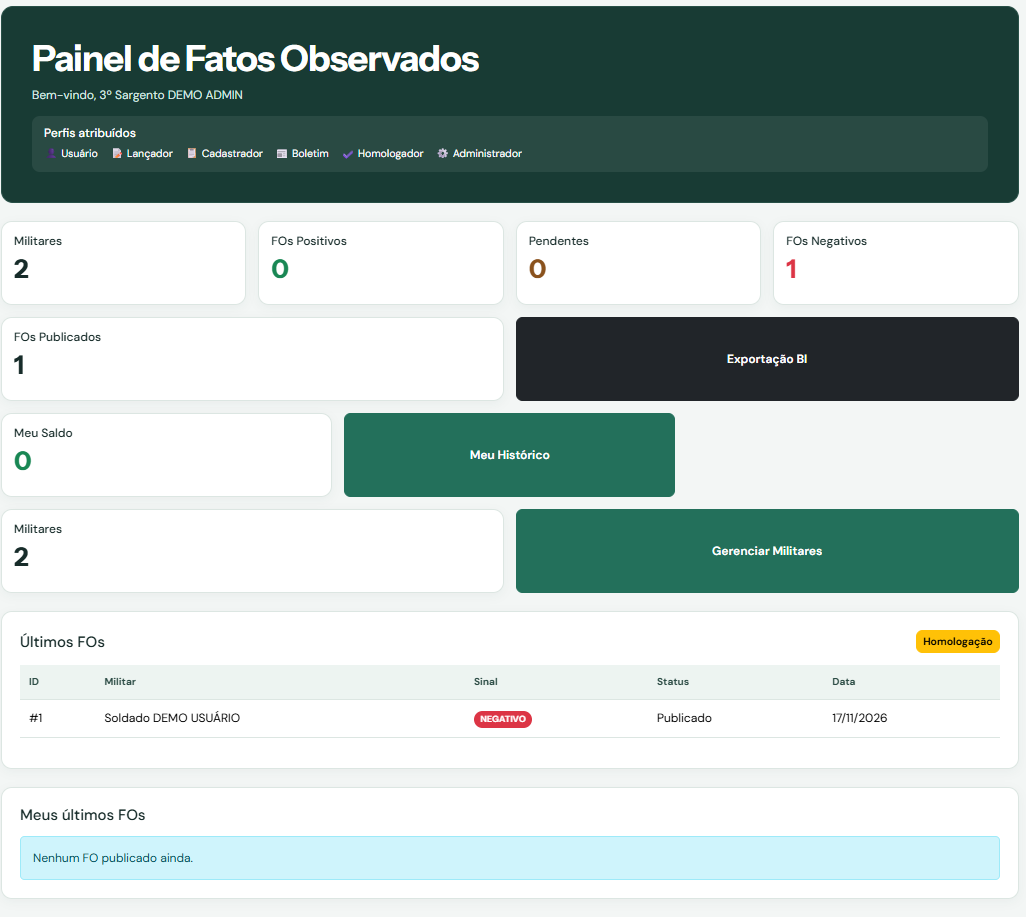 Painel de Fatos Observados
Bem-vindo, 3º Sargento DEMO ADMIN
Perfis atribuídos
Usuário Lançador Cadastrador Boletim Homologador Administrador
Militares FOs Positivos Pendentes FOs Negativos
2 0 0 1
FOs Publicados
1
Exportação BI
Meu Saldo
0
Meu Histórico
Militares
2
Gerenciar Militares
Últimos FOs Homologação
ID Militar Sinal Status Data
#1 Soldado DEMO USUÁRIO NEGATIVO Publicado 17/11/2026
Meus últimos FOs
Nenhum FO publicado ainda.